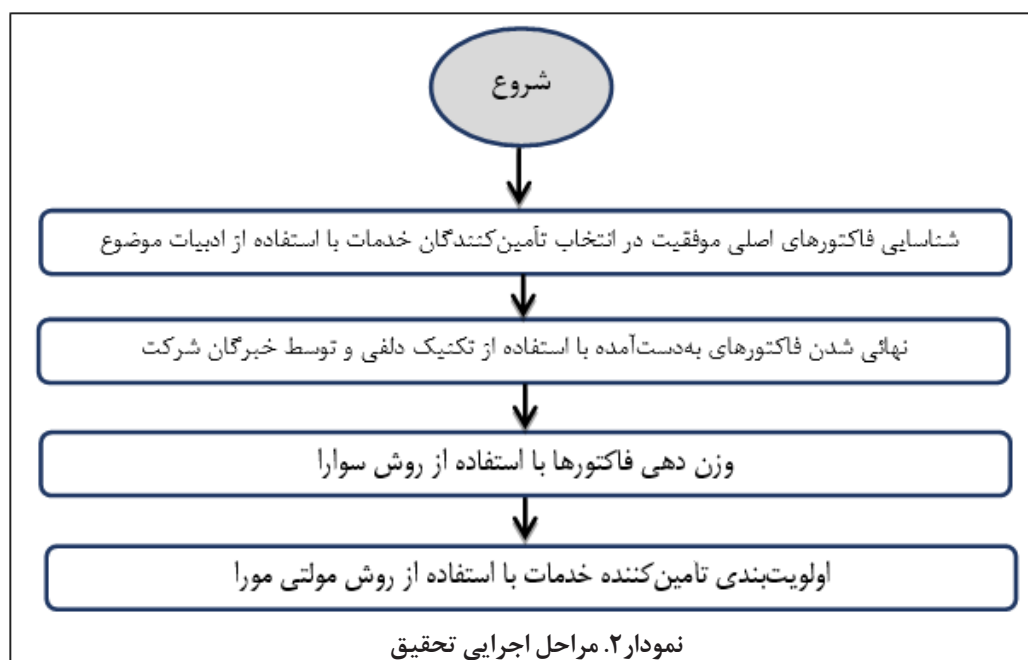 شروع
شناسایی فاکتورهای اصلی موفقیت در انتخاب تأمین‌کنندگان خدمات با استفاده از ادبیات موضوع
نهائی شدن فاکتورهای به‌دست‌آمده با استفاده از تکنیک دلفی و توسط خبرگان شرکت
وزن دهی فاکتورها با استفاده از روش سوارا
اولویت‌بندی تامین‌کننده خدمات با استفاده از روش مولتی مورا
نمودار۲. مراحل اجرایی تحقیق